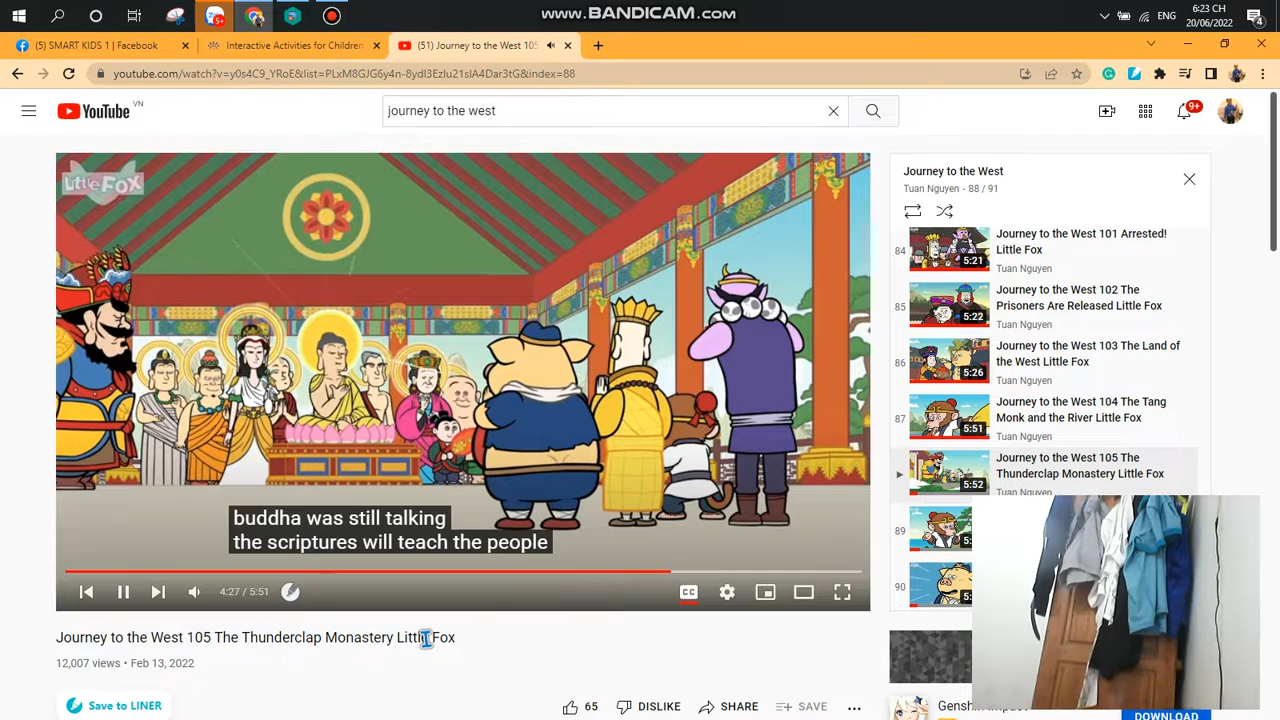 www.BANDICAM.com
5+
ENG
6:23 CH
20/06/2022
4
(5) SMART KIDS 1 | Facebook
Interactive Activities for Children
(51) Journey to the West 105
youtube.com/watch?v=y0s4C9_YRoE&list=PLxM8GJG6y4n-8ydI3EzIu21sIA4Dar3tG&index=88
YouTube VN
journey to the west
9+
Little Fox
buddha was still talking
the scriptures will teach the people
4:27 / 5:51
CC
Journey to the West 105 The Thunderclap Monastery Little Fox
12,007 views • Feb 13, 2022
Save to LINER
65
DISLIKE
SHARE
SAVE
Journey to the West
Tuan Nguyen - 88 / 91
84
5:21
Journey to the West 101 Arrested!
Little Fox
Tuan Nguyen
85
5:22
Journey to the West 102 The
Prisoners Are Released Little Fox
Tuan Nguyen
86
5:26
Journey to the West 103 The Land of
the West Little Fox
Tuan Nguyen
87
5:51
Journey to the West 104 The Tang
Monk and the River Little Fox
Tuan Nguyen
5:52
Journey to the West 105 The
Thunderclap Monastery Little Fox
Tuan Nguyen
89
90
Genshin Impact
DOWNLOAD